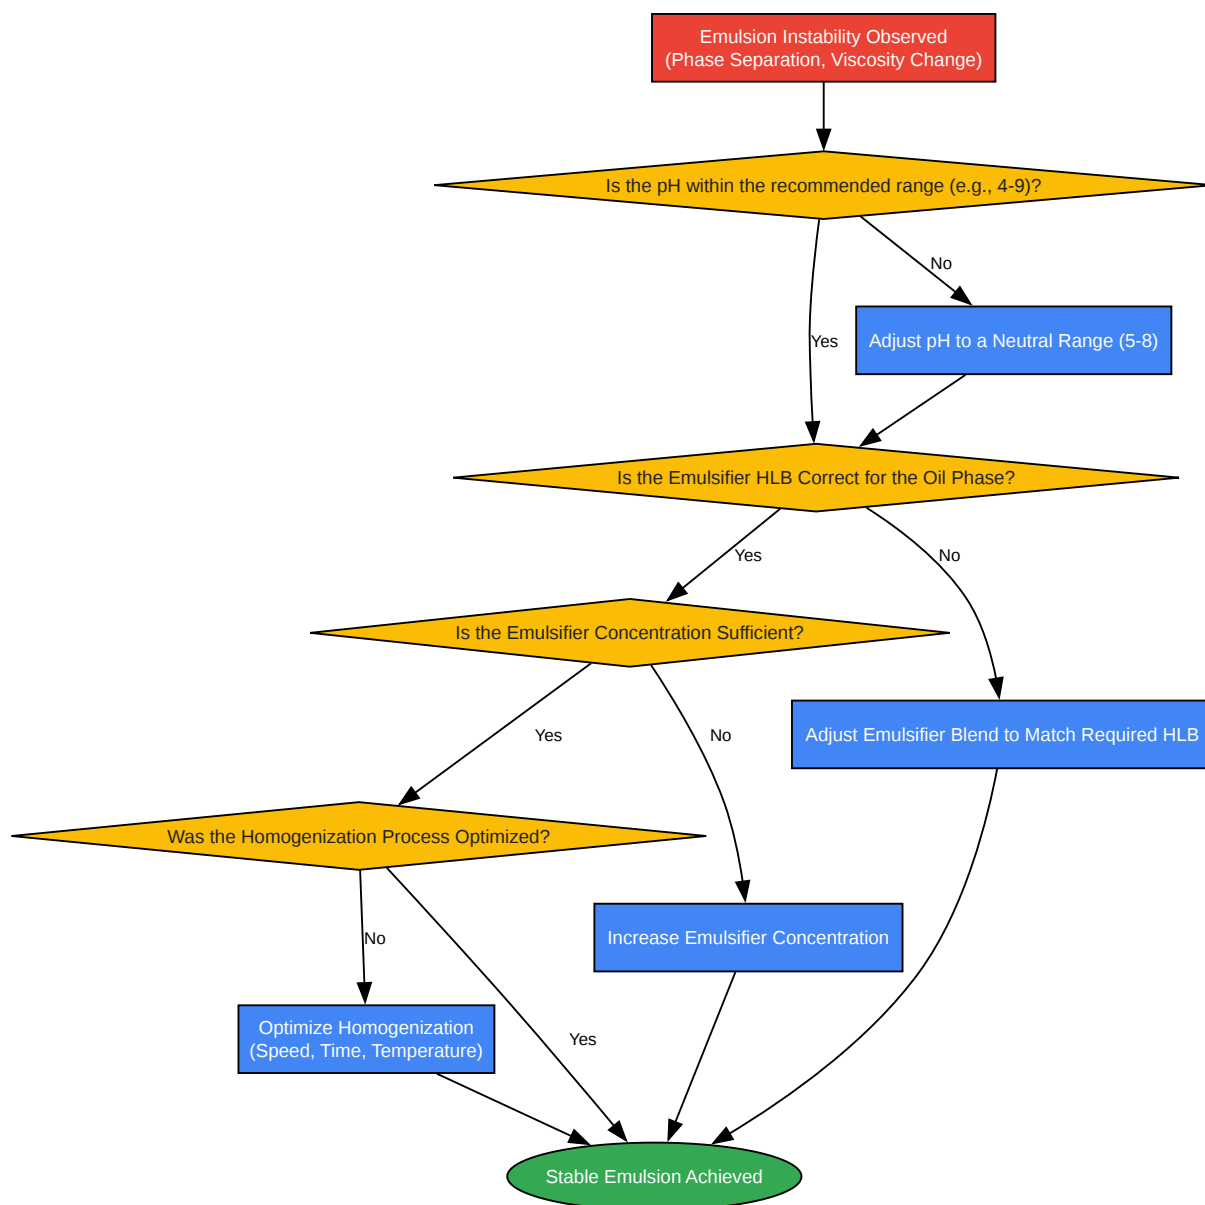 Emulsion Instability Observed
(Phase Separation, Viscosity Change)
Is the pH within the recommended range (e.g., 4-9)?
No
Yes
Adjust pH to a Neutral Range (5-8)
Is the Emulsifier HLB Correct for the Oil Phase?
Yes
No
Is the Emulsifier Concentration Sufficient?
Yes
No
Adjust Emulsifier Blend to Match Required HLB
Was the Homogenization Process Optimized?
No
Increase Emulsifier Concentration
Optimize Homogenization
(Speed, Time, Temperature)
Yes
Stable Emulsion Achieved